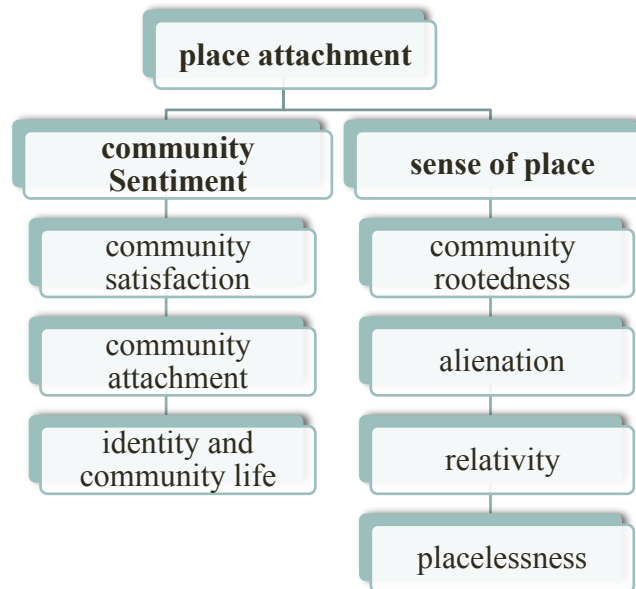 place attachment
community
Sentiment
community
satisfaction
community
attachment
identity and
community life
sense of place
community
rootedness
alienation
relativity
placelessness